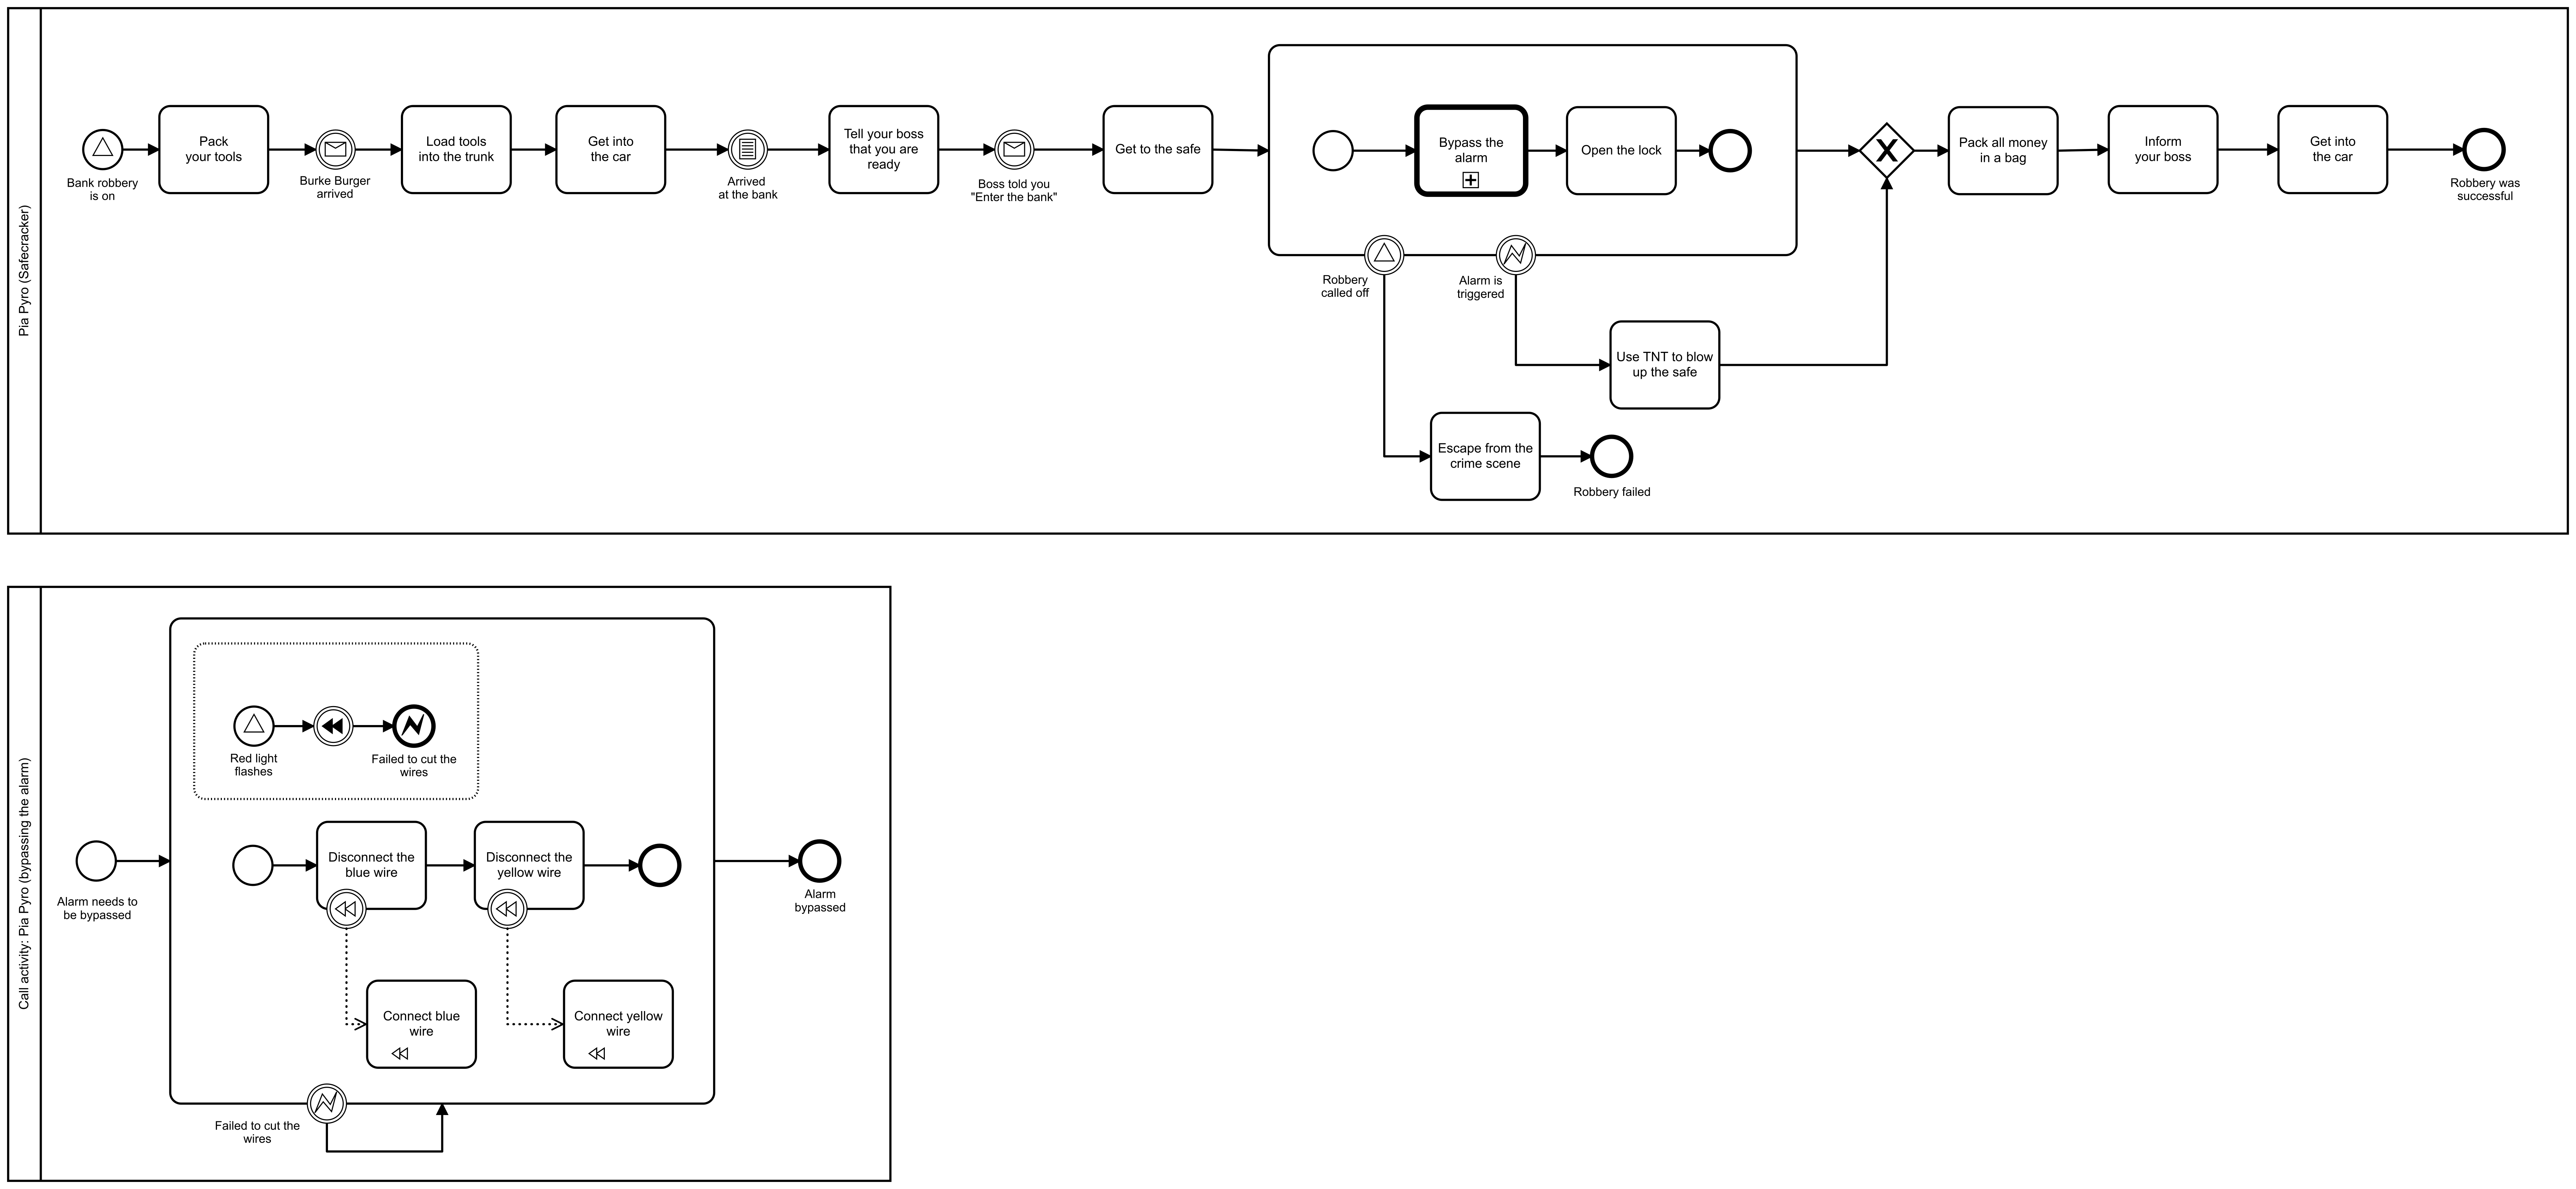 Pia Pyro (Safecracker)
Bank robbery
is on
Pack
your tools
Burke Burger
arrived
Load tools
into the trunk
Get into
the car
Arrived
at the bank
Tell your boss
that you are
ready
Boss told you
"Enter the bank"
Get to the safe
Bypass the
alarm
Open the lock
Robbery
called off
Alarm is
triggered
Use TNT to blow
up the safe
Escape from the
crime scene
Robbery failed
Pack all money
in a bag
Inform
your boss
Get into
the car
Robbery was
successful
Call activity: Pia Pyro (bypassing the alarm)
Alarm needs to
be bypassed
Red light
flashes
Failed to cut the
wires
Disconnect the
blue wire
Disconnect the
yellow wire
Connect blue
wire
Connect yellow
wire
Failed to cut the
wires
Alarm
bypassed